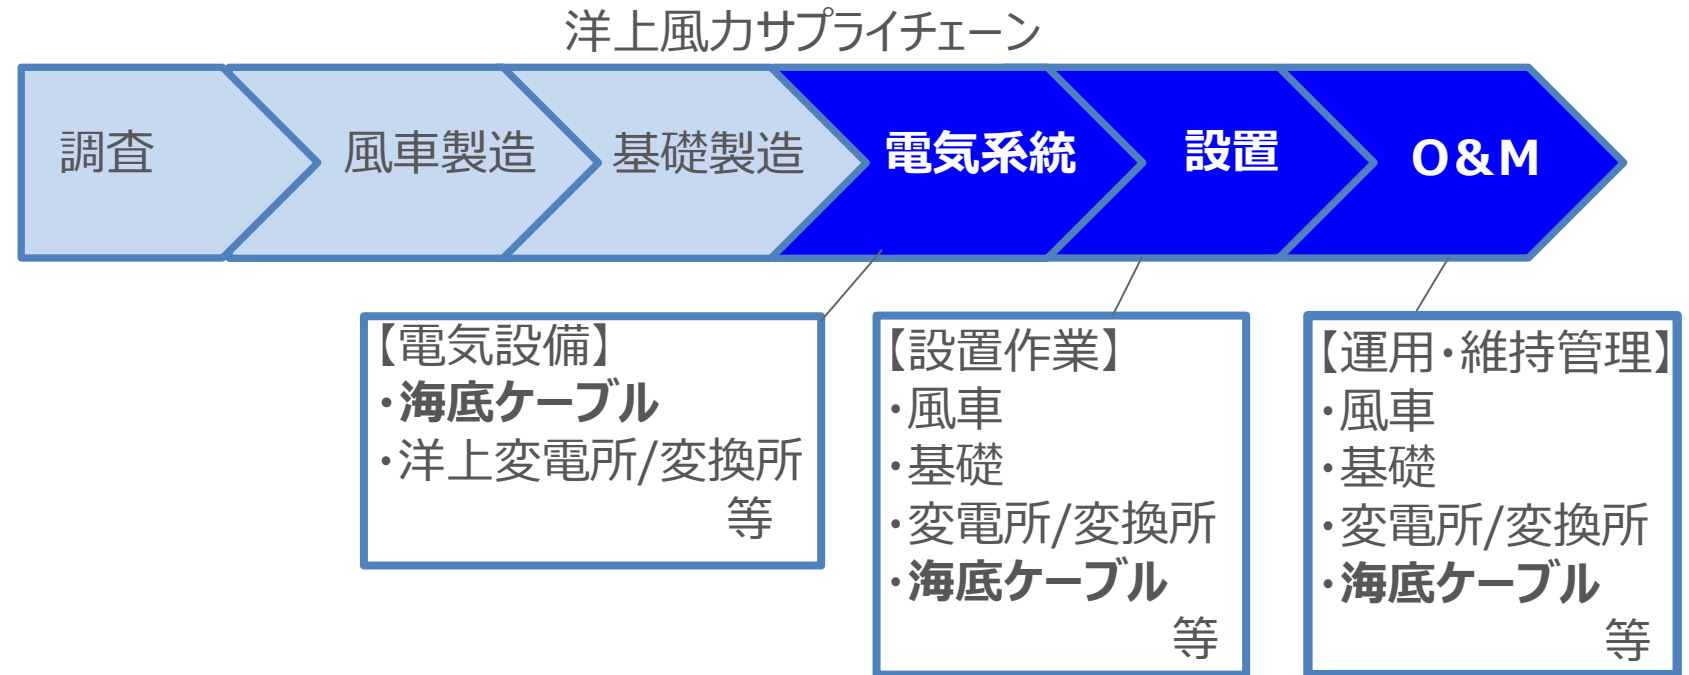 洋上風力サプライチェーン
調査
風車製造
基礎製造
電気系統
設置
O&M
【電気設備】
・海底ケーブル
・洋上変電所/変換所
等
【設置作業】
・風車
・基礎
・変電所/変換所
・海底ケーブル
等
【運用・維持管理】
・風車
・基礎
・変電所/変換所
・海底ケーブル
等